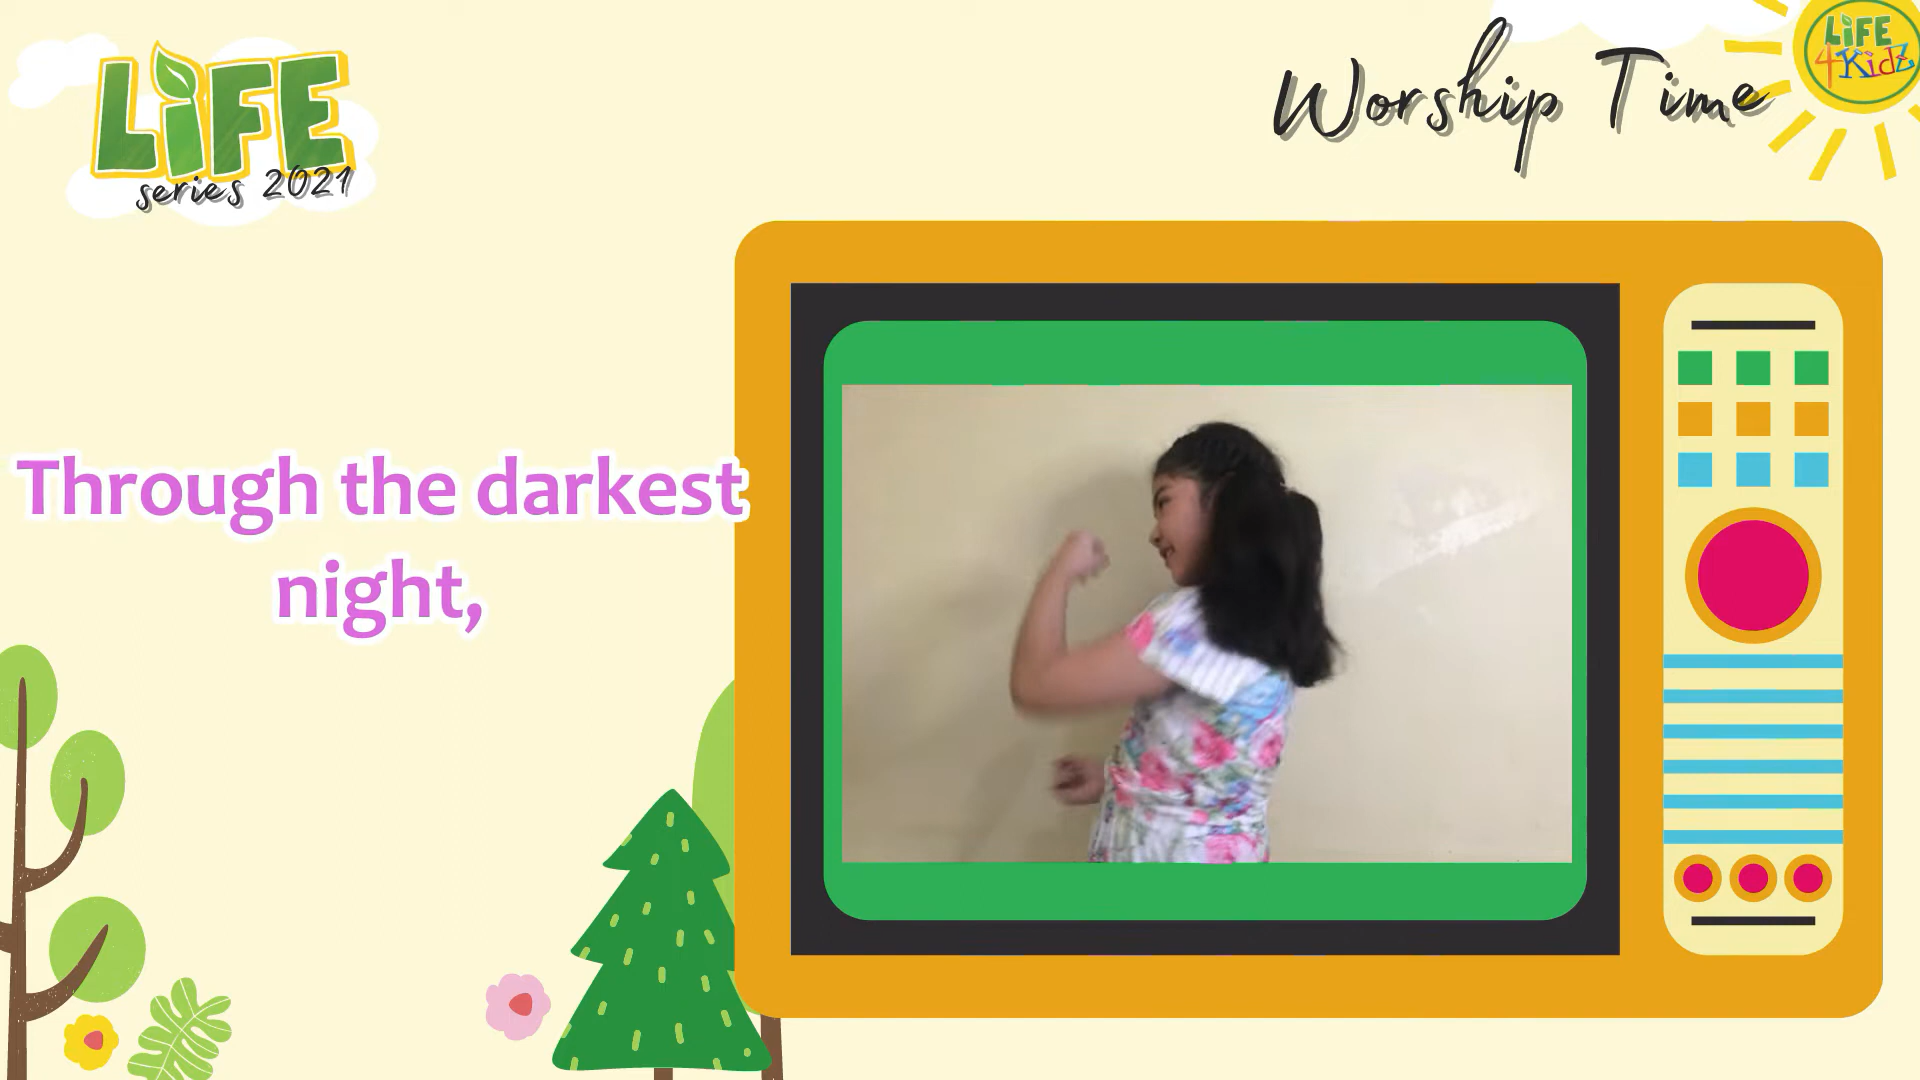 LiFE
series 2021
Worship Time
LiFE
4Kidz
Through the darkest
night,